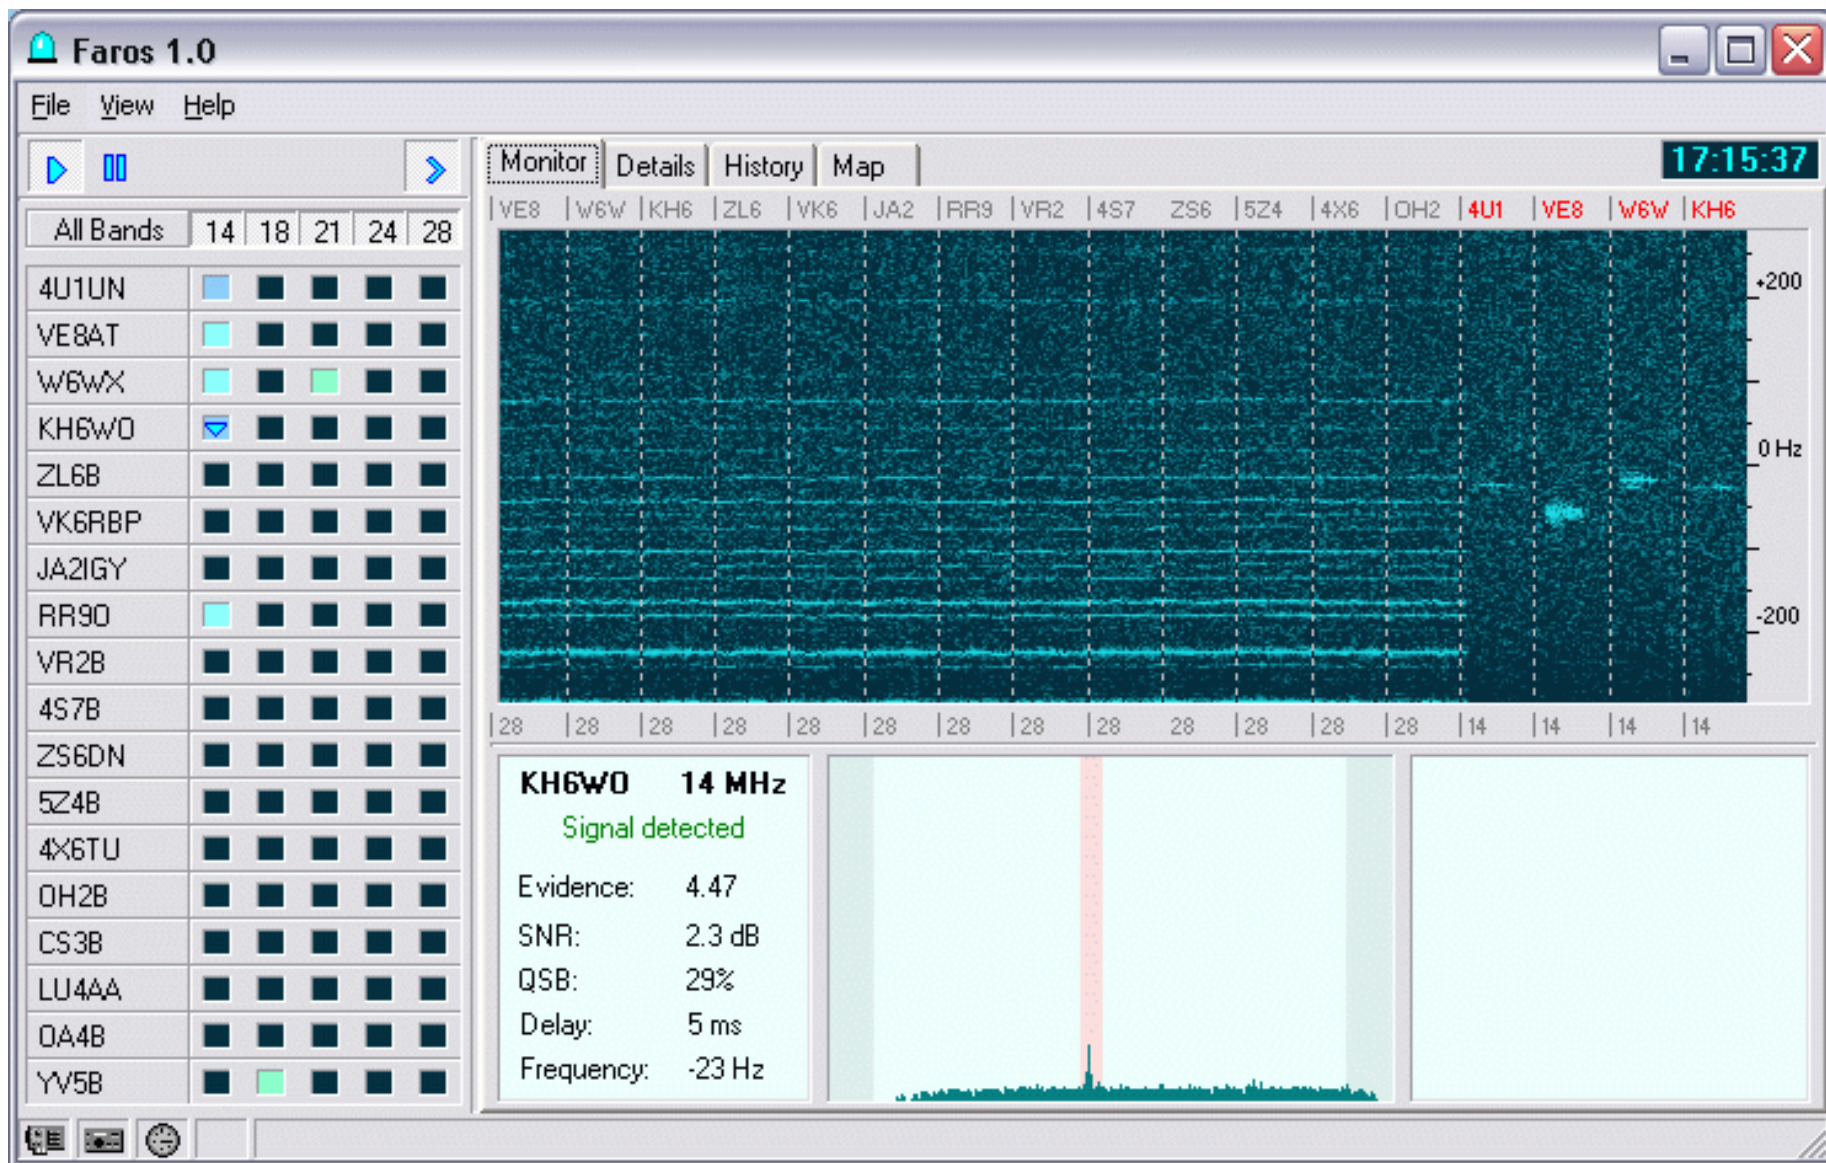 Faros 1.0
File View Help
Monitor Details History Map 17:15:37
VE8 W6W KH6 ZL6 VK6 JA2 RR9 VR2 4S7 ZS6 5Z4 4X6 OH2 4U1 VE8 W6W KH6
All Bands 14 18 21 24 28
4U1UN
VE8AT
W6WX
KH6WO
ZL6B
VK6RBP
JA2IGY
RR9O
VR2B
4S7B
ZS6DN
5Z4B
4X6TU
OH2B
CS3B
LU4AA
OA4B
YV5B
+200
0 Hz
-200
28 28 28 28 28 28 28 28 28 28 28 28 28 14 14 14 14
KH6WO 14 MHz
Signal detected
Evidence: 4.47
SNR: 2.3 dB
QSB: 29%
Delay: 5 ms
Frequency: -23 Hz